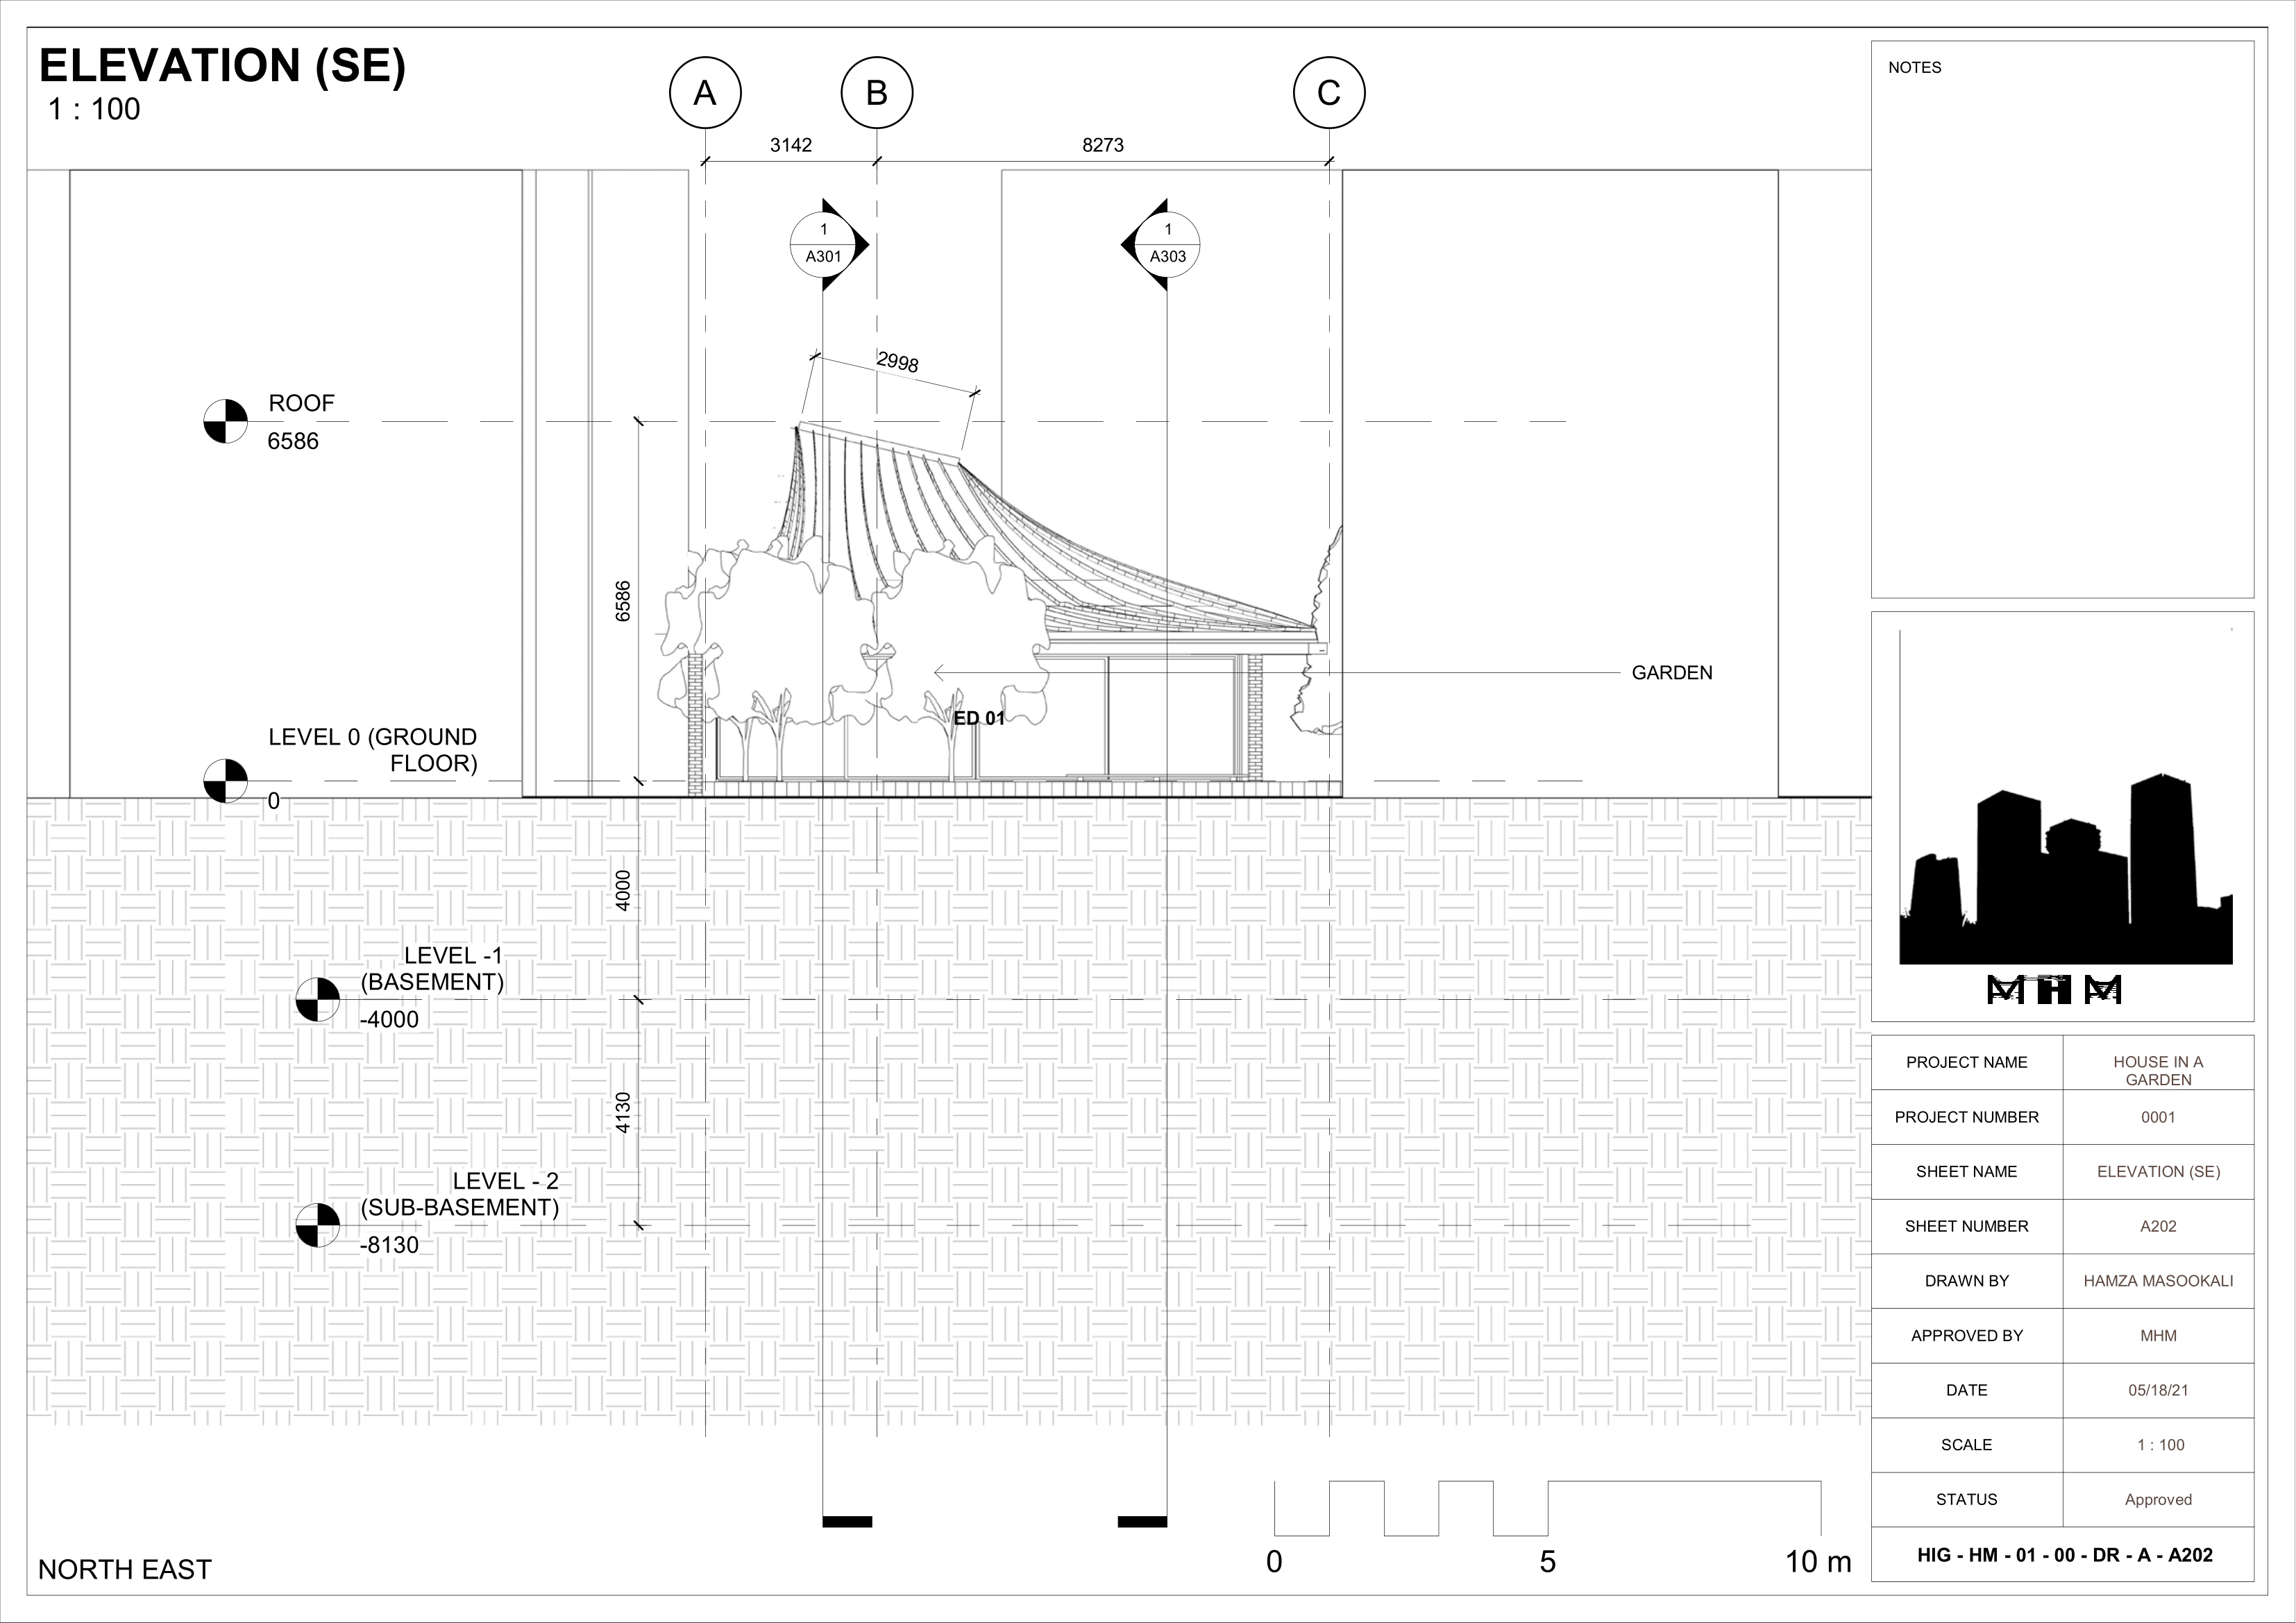 ELEVATION (SE)
1 : 100
A
B
C
3142
8273
1
A301
1
A303
2998
ROOF
6586
6586
GARDEN
ED 01
LEVEL 0 (GROUND
FLOOR)
0
4000
LEVEL -1
(BASEMENT)
-4000
4130
LEVEL - 2
(SUB-BASEMENT)
-8130
0
5
10 m
NORTH EAST
NOTES
MHM
PROJECT NAME
HOUSE IN A
GARDEN
PROJECT NUMBER
0001
SHEET NAME
ELEVATION (SE)
SHEET NUMBER
A202
DRAWN BY
HAMZA MASOOKALI
APPROVED BY
MHM
DATE
05/18/21
SCALE
1 : 100
STATUS
Approved
HIG - HM - 01 - 00 - DR - A - A202